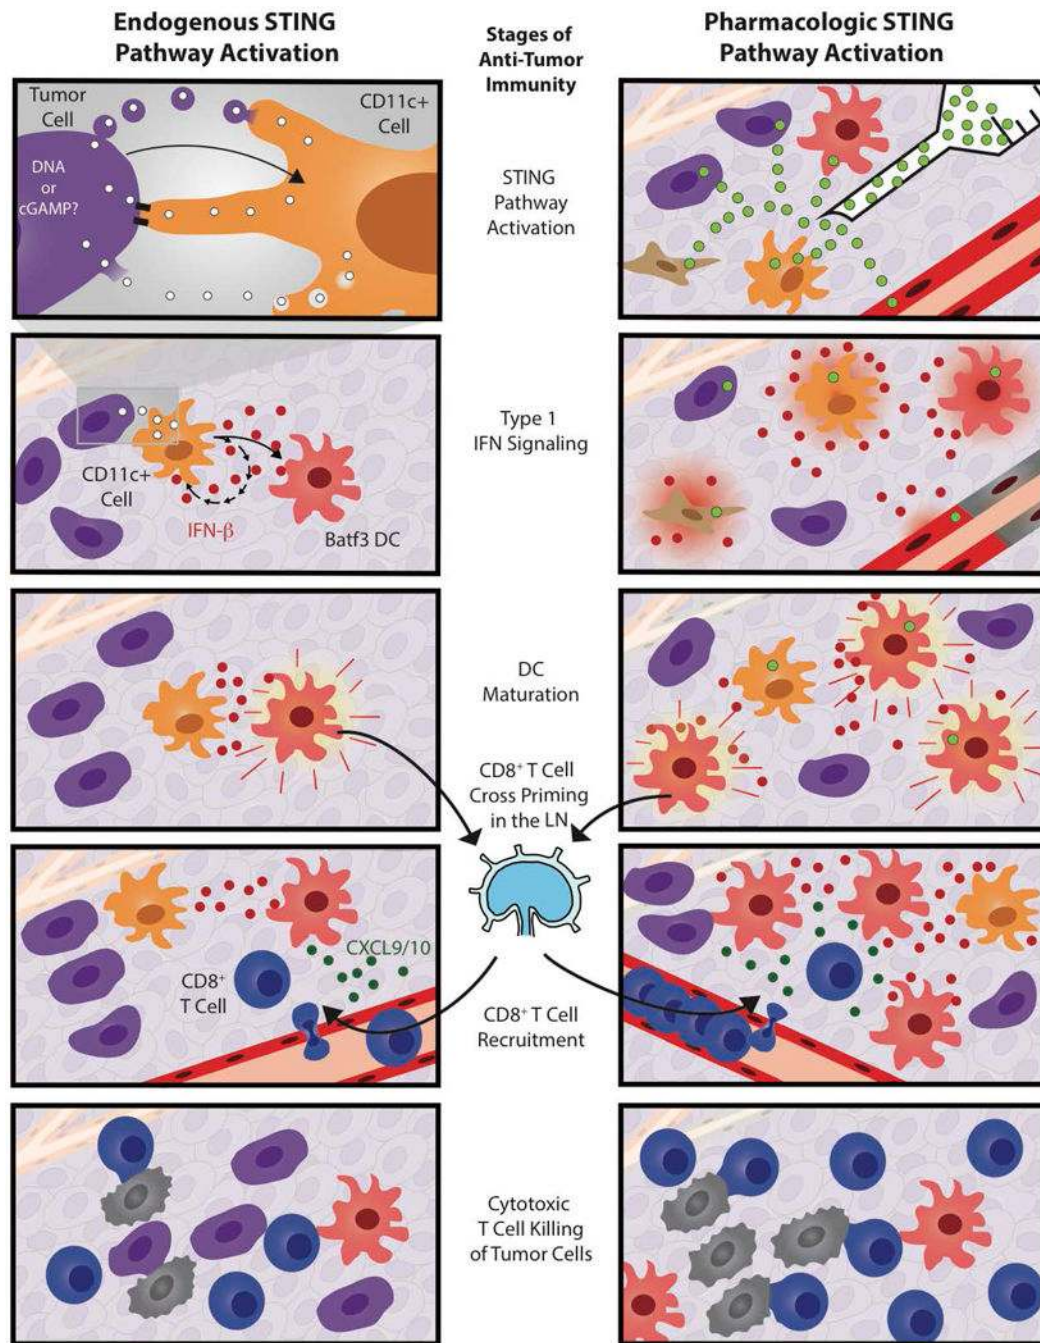 Endogenous STING
Pathway Activation
Stages of
Anti-Tumor
Immunity
Pharmacologic STING
Pathway Activation
Tumor
Cell
CD11c+
Cell
DNA
or
cGAMP?
STING
Pathway
Activation
CD11c+
Cell
IFN-β
Batf3 DC
Type 1
IFN Signaling
DC
Maturation
CD8⁺ T Cell
Cross Priming
in the LN
CXCL9/10
CD8⁺
T Cell
CD8⁺ T Cell
Recruitment
Cytotoxic
T Cell Killing
of Tumor Cells